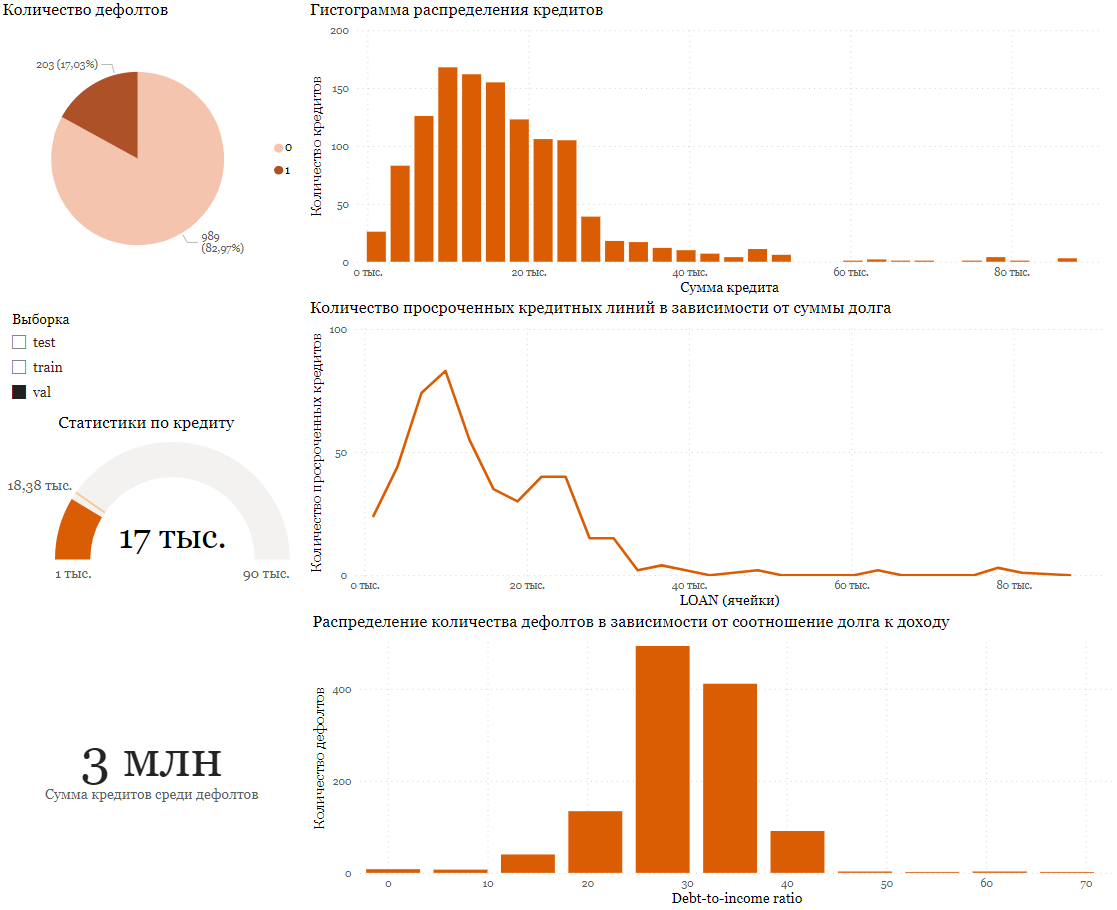 Количество дефолтов
203 (17,03%)
989
(82,97%)
0
1
Гистограмма распределения кредитов
Количество кредитов
200
150
100
50
0
0 тыс.
20 тыс.
40 тыс.
60 тыс.
80 тыс.
Сумма кредита
Выборка
test
train
val
Количество просроченных кредитных линий в зависимости от суммы долга
Количество просроченных кредитов
100
50
0
0 тыс.
20 тыс.
40 тыс.
60 тыс.
80 тыс.
LOAN (ячейки)
Статистики по кредиту
18,38 тыс.
17 тыс.
1 тыс.
90 тыс.
Распределение количества дефолтов в зависимости от соотношение долга к доходу
Количество дефолтов
400
200
0
0
10
20
30
40
50
60
70
Debt-to-income ratio
3 млн
Сумма кредитов среди дефолтов